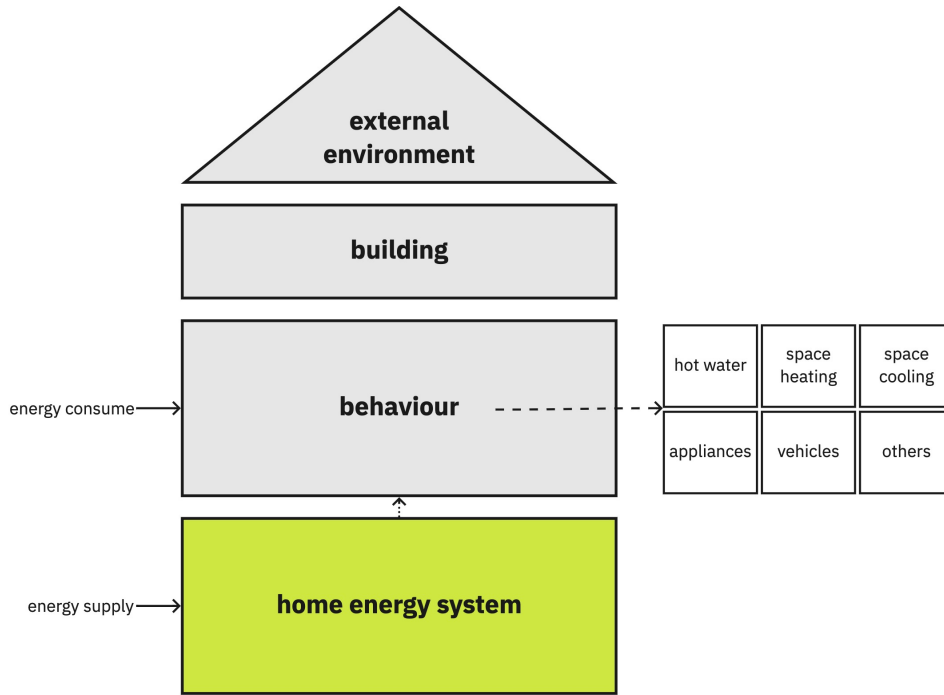 external
environment
building
energy consume
behaviour
hot water
space
heating
space
cooling
appliances
vehicles
others
energy supply
home energy system